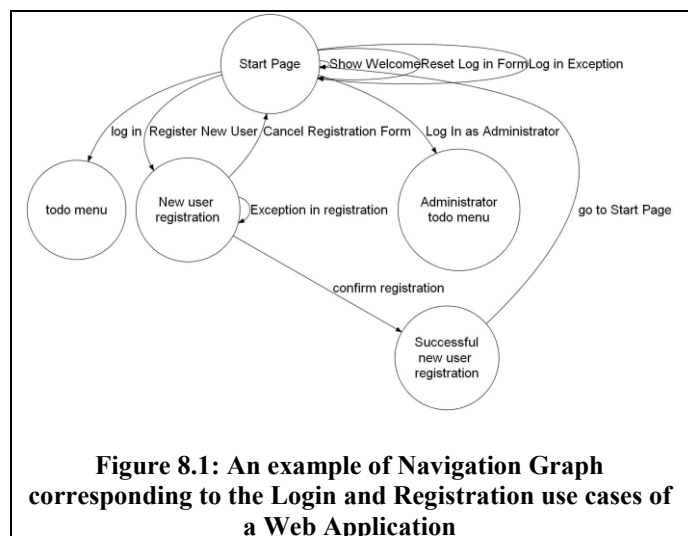 Start Page
Show Welcome
Reset Log in Form
Log in Exception
log in
Register New User
Cancel Registration Form
Log In as Administrator
todo menu
New user
registration
Exception in registration
Administrator
todo menu
go to Start Page
confirm registration
Successful
new user
registration
Figure 8.1: An example of Navigation Graph
corresponding to the Login and Registration use cases of
a Web Application